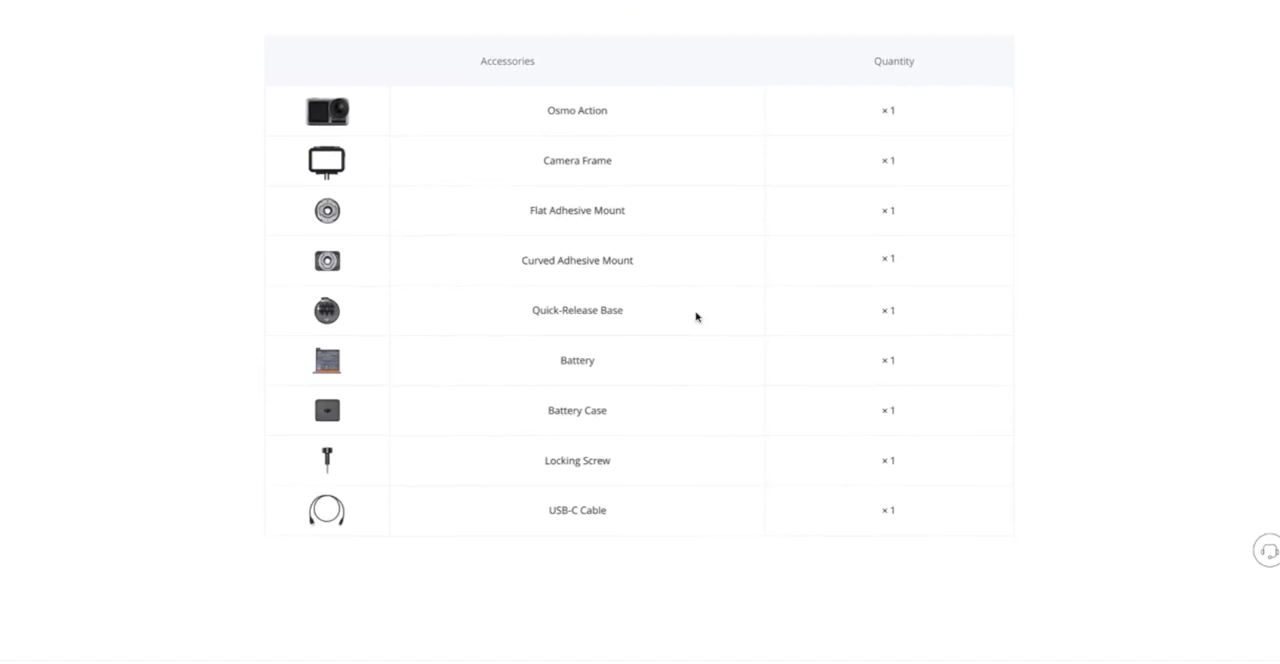 Accessories Quantity
Osmo Action × 1
Camera Frame × 1
Flat Adhesive Mount × 1
Curved Adhesive Mount × 1
Quick-Release Base × 1
Battery × 1
Battery Case × 1
Locking Screw × 1
USB-C Cable × 1